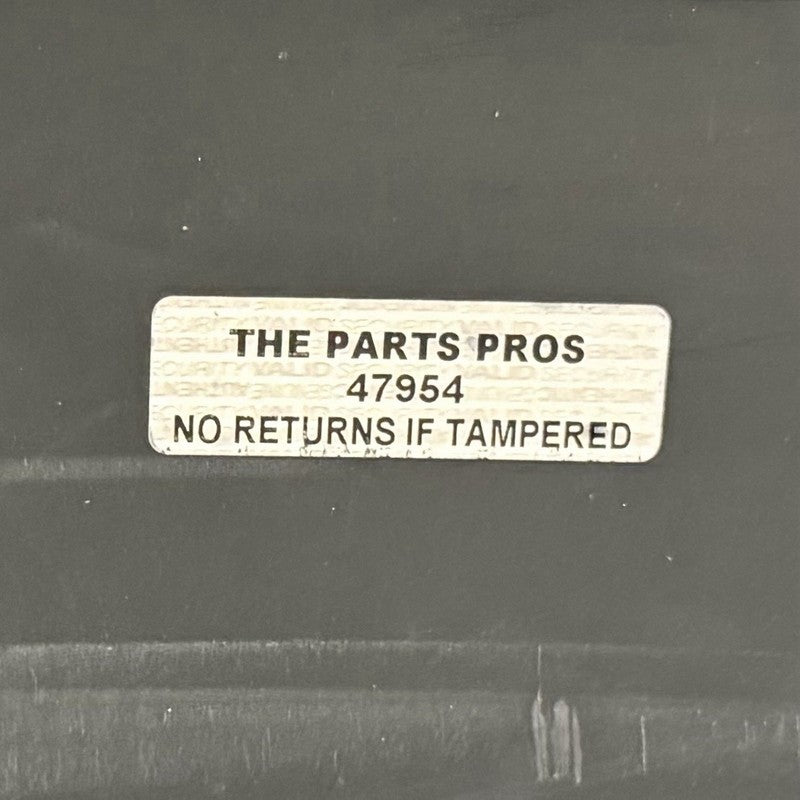 THE PARTS PROS
47954
NO RETURNS IF TAMPERED